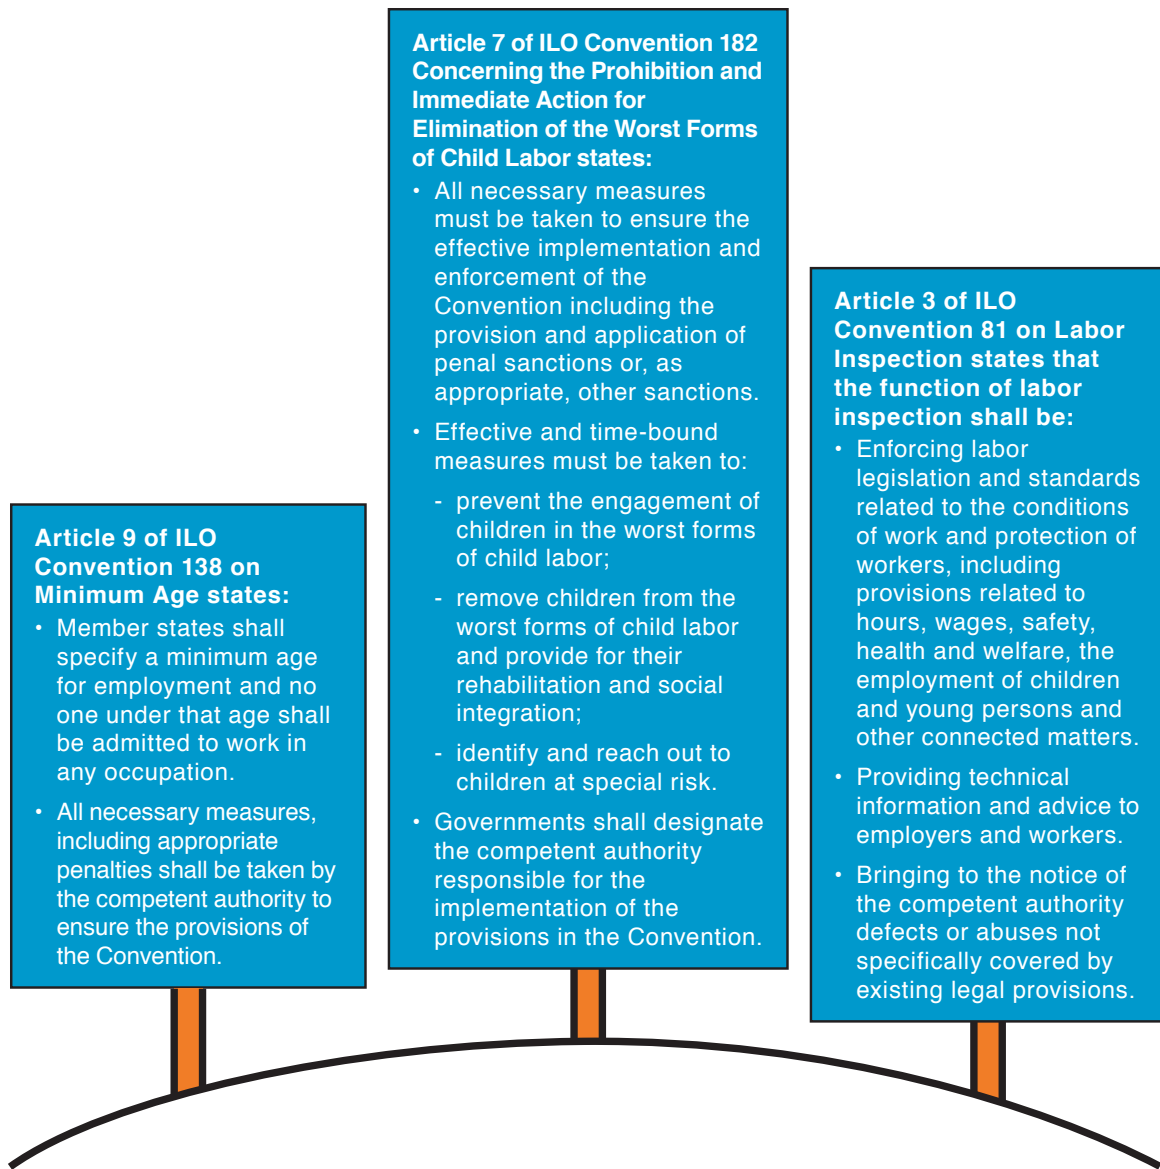 Article 9 of ILO
Convention 138 on
Minimum Age states:
• Member states shall
specify a minimum age
for employment and no
one under that age shall
be admitted to work in
any occupation.
• All necessary measures,
including appropriate
penalties shall be taken by
the competent authority to
ensure the provisions of
the Convention.
Article 7 of ILO Convention 182
Concerning the Prohibition and
Immediate Action for
Elimination of the Worst Forms
of Child Labor states:
• All necessary measures
must be taken to ensure the
effective implementation and
enforcement of the
Convention including the
provision and application of
penal sanctions or, as
appropriate, other sanctions.
• Effective and time-bound
measures must be taken to:
- prevent the engagement of
children in the worst forms
of child labor;
- remove children from the
worst forms of child labor
and provide for their
rehabilitation and social
integration;
- identify and reach out to
children at special risk.
• Governments shall designate
the competent authority
responsible for the
implementation of the
provisions in the Convention.
Article 3 of ILO
Convention 81 on Labor
Inspection states that
the function of labor
inspection shall be:
• Enforcing labor
legislation and standards
related to the conditions
of work and protection of
workers, including
provisions related to
hours, wages, safety,
health and welfare, the
employment of children
and young persons and
other connected matters.
• Providing technical
information and advice to
employers and workers.
• Bringing to the notice of
the competent authority
defects or abuses not
specifically covered by
existing legal provisions.